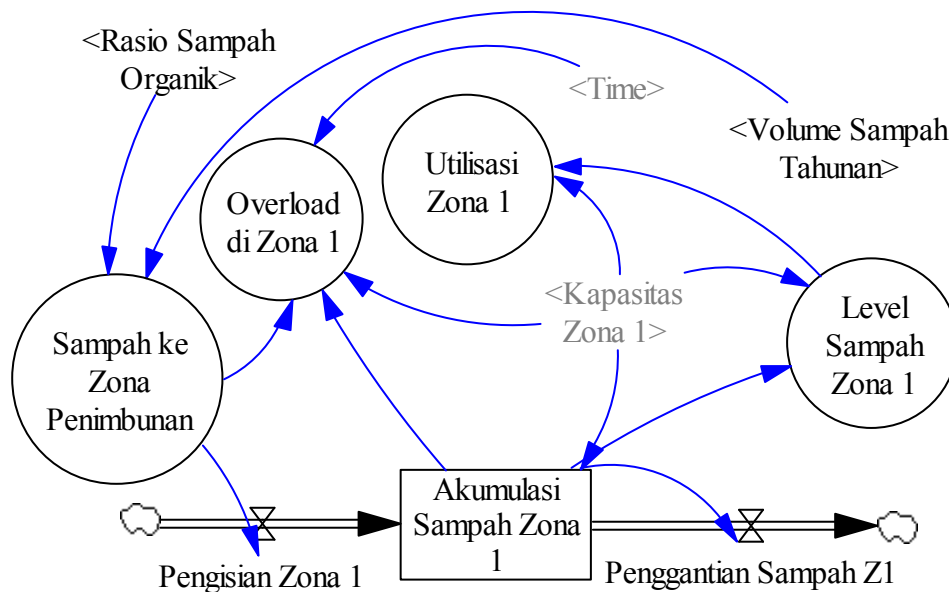 <Rasio Sampah
Organik>
<Time>
<Volume Sampah
Tahunan>
Utilisasi
Zona 1
Overload
di Zona 1
<Kapasitas
Zona 1>
Level
Sampah
Zona 1
Sampah ke
Zona
Penimbunan
Akumulasi
Sampah Zona
1
Pengisian Zona 1
Penggantian Sampah Z1